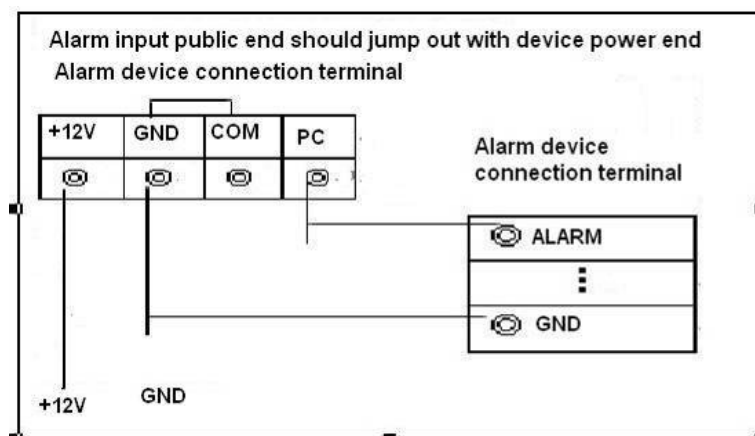 Alarm input public end should jump out with device power end
Alarm device connection terminal
+12V GND COM PC
Alarm device
connection terminal
ALARM
GND
+12V GND